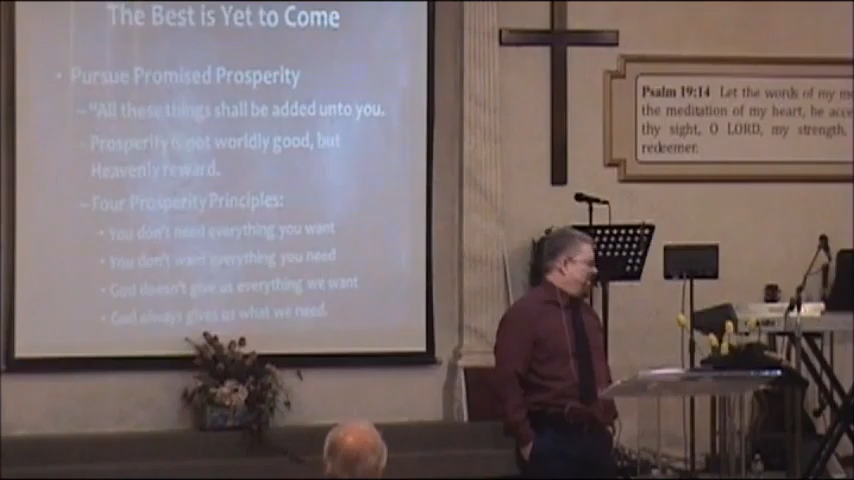 The Best is Yet to Come
• Pursue Promised Prosperity
– "All these things shall be added unto you.
– Prosperity is not worldly good, but
Heavenly reward.
– Four Prosperity Principles:
• You don't need everything you want
• You don't want everything you need
• God doesn't give us everything we want
• God always gives us what we need.
Psalm 19:14 Let the words of my
the meditation of my heart, be
thy sight, O LORD, my strength,
redeemer.